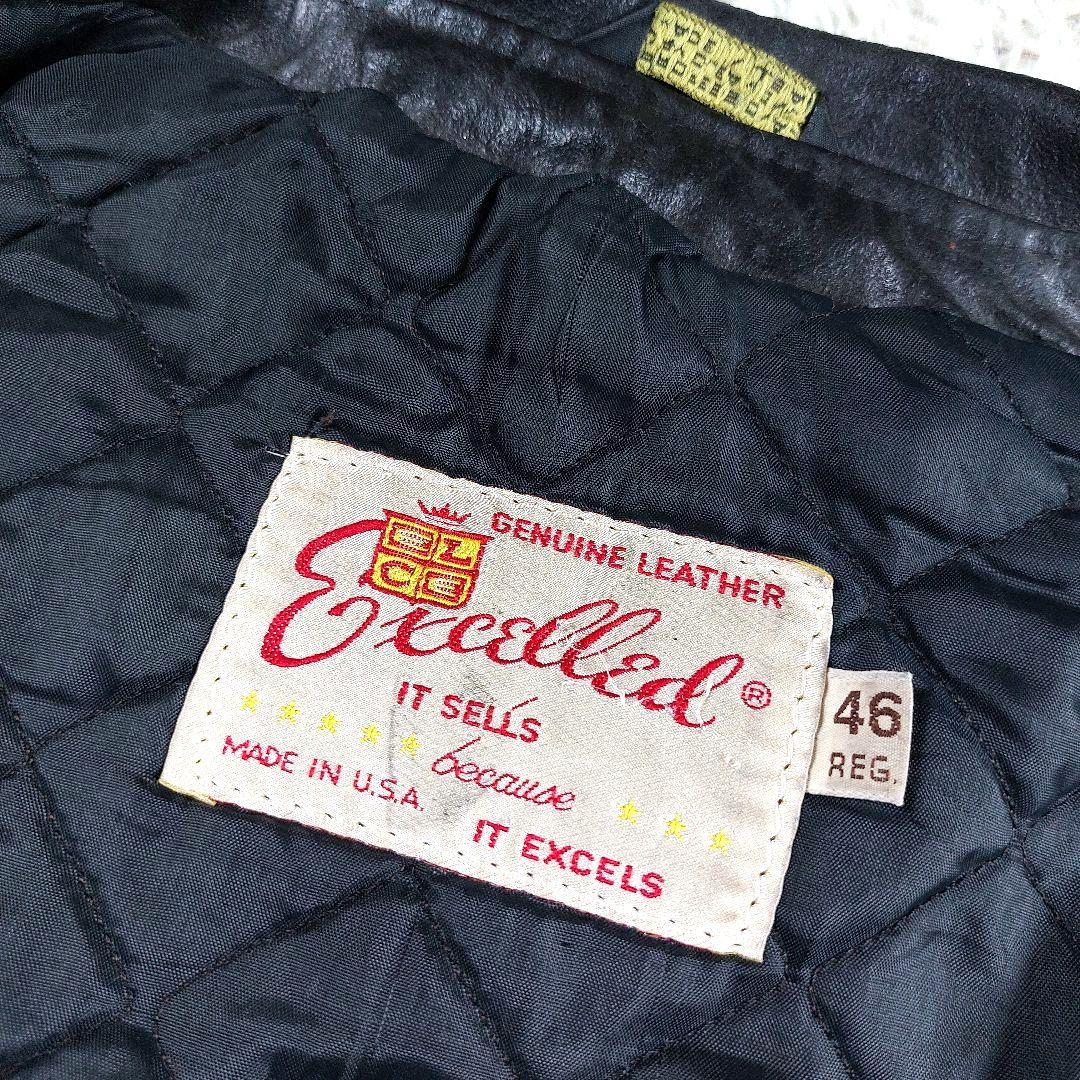 GENUINE LEATHER
Excelled®
IT SELLS
because
MADE IN U.S.A.
IT EXCELS
46
REG.